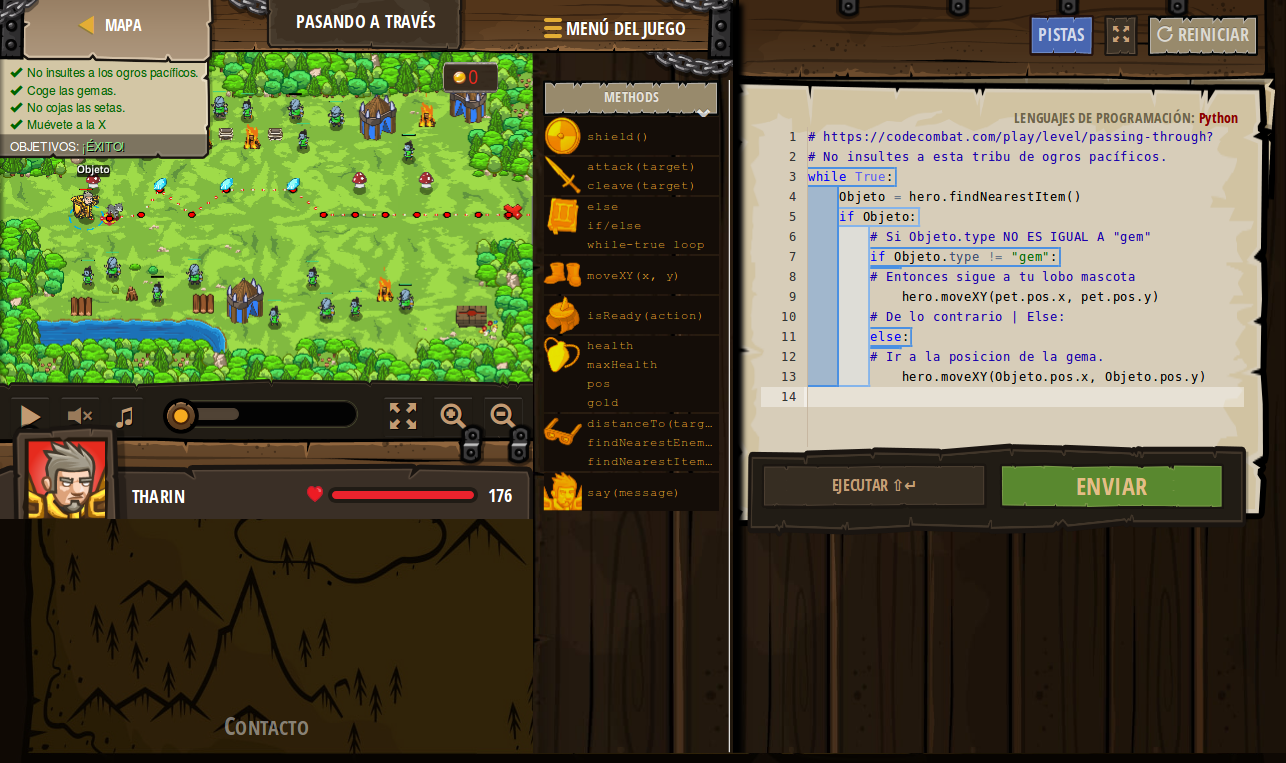 MAPA
PASANDO A TRAVÉS
MENÚ DEL JUEGO
PISTAS
REINICIAR
No insultes a los ogros pacíficos.
Coge las gemas.
No cojas las setas.
Muévete a la X
OBJETIVOS: ¡ÉXITO!
0
Objeto
THARIN
176
CONTACTO
METHODS
shield()
attack(target)
cleave(target)
else
if/else
while-true loop
moveXY(x, y)
isReady(action)
health
maxHealth
pos
gold
distanceTo(targ…
findNearestEnem…
findNearestItem…
say(message)
LENGUAJES DE PROGRAMACIÓN: Python
1 # https://codecombat.com/play/level/passing-through?
2 # No insultes a esta tribu de ogros pacíficos.
3 while True:
4 Objeto = hero.findNearestItem()
5 if Objeto:
6 # Si Objeto.type NO ES IGUAL A "gem"
7 if Objeto.type != "gem":
8 # Entonces sigue a tu lobo mascota
9 hero.moveXY(pet.pos.x, pet.pos.y)
10 # De lo contrario | Else:
11 else:
12 # Ir a la posicion de la gema.
13 hero.moveXY(Objeto.pos.x, Objeto.pos.y)
14
EJECUTAR ⇧↵
ENVIAR